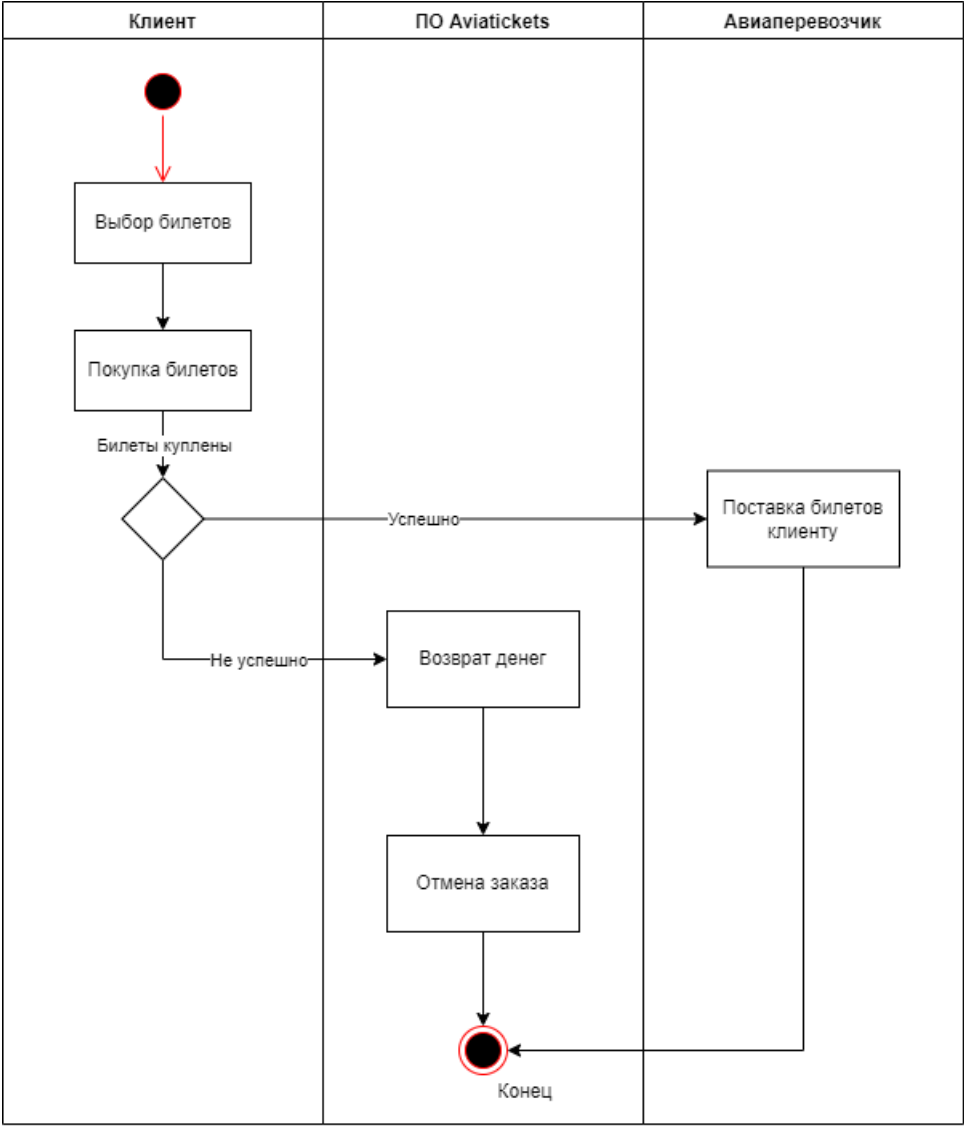 Клиент
ПО Aviatickets
Авиаперевозчик
Выбор билетов
Покупка билетов
Билеты куплены
Успешно
Поставка билетов
клиенту
Не успешно
Возврат денег
Отмена заказа
Конец